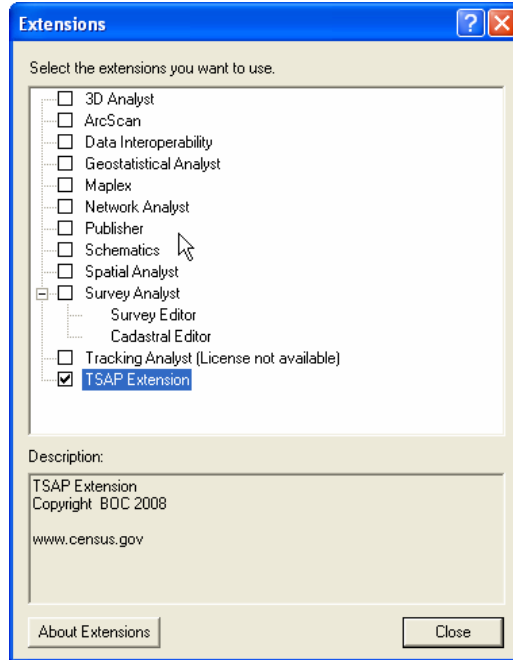 Extensions
Select the extensions you want to use.
3D Analyst
ArcScan
Data Interoperability
Geostatistical Analyst
Maplex
Network Analyst
Publisher
Schematics
Spatial Analyst
Survey Analyst
Survey Editor
Cadastral Editor
Tracking Analyst (License not available)
TSAP Extension
Description:
TSAP Extension
Copyright BOC 2008
www.census.gov
About Extensions
Close